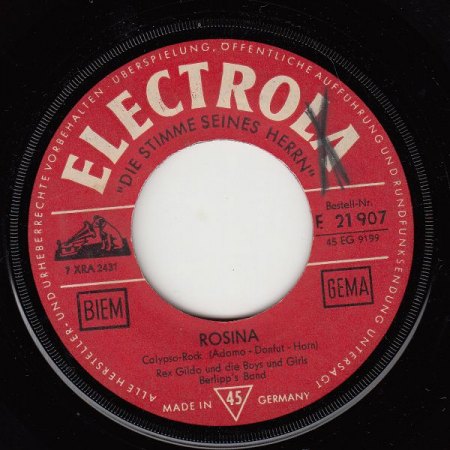 ALLE HERSTELLER- UND URHEBERRECHTE VORBEHALTEN · ÜBERSPIELUNG, ÖFFENTLICHE AUFFÜHRUNG UND RUNDFUNKSENDUNG UNTERSAGT
ELECTROLA
"DIE STIMME SEINES HERRN"
Bestell-Nr.
E 21 907
45 EG 9199
7 XRA 2431
BIEM
GEMA
ROSINA
Calypso-Rock (Adamo - Donfut - Horn)
Rex Gildo und die Boys und Girls
Berlipp's Band
MADE IN 45 GERMANY